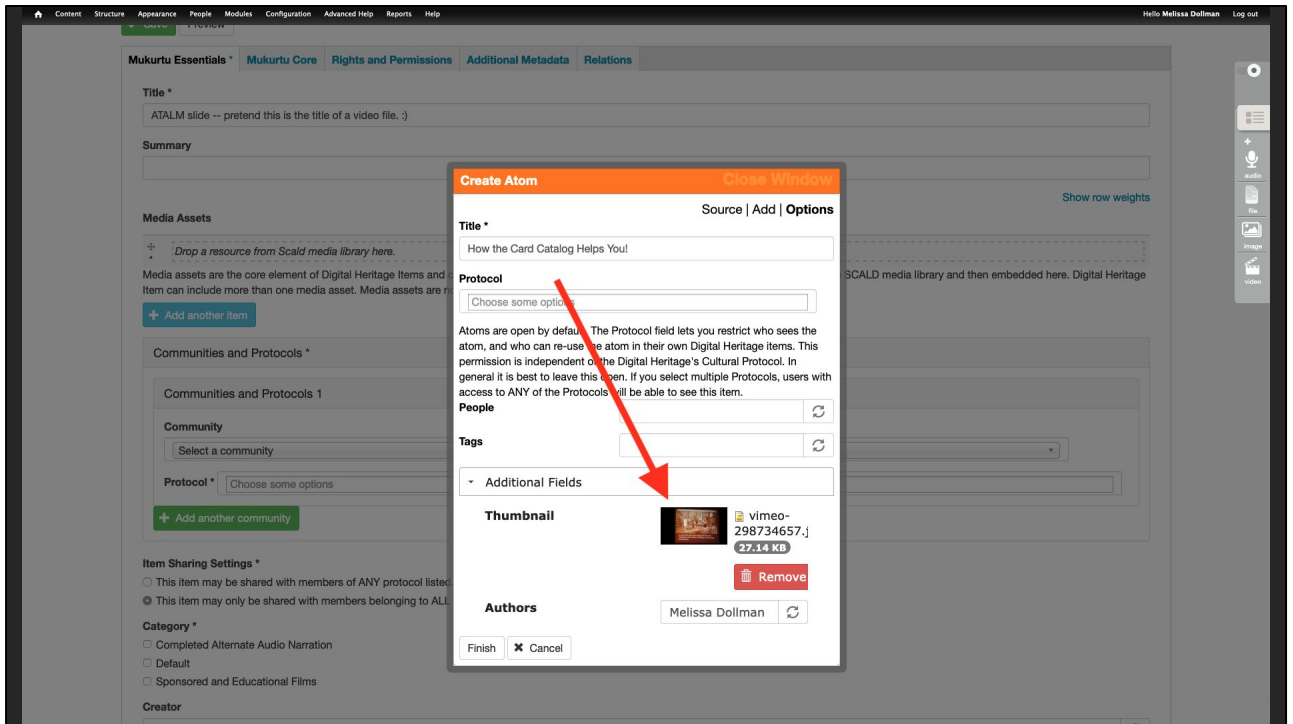 Content Structure Appearance People Modules Configuration Advanced Help Reports Help Hello Melissa Dollman Log out
Save Preview
Mukurtu Essentials * Mukurtu Core Rights and Permissions Additional Metadata Relations
Title *
ATALM slide -- pretend this is the title of a video file. :)
Summary
Show row weights
Media Assets
Drop a resource from Scald media library here.
Media assets are the core element of Digital Heritage Items and
SCALD media library and then embedded here. Digital Heritage
Item can include more than one media asset. Media assets are
+ Add another item
Communities and Protocols *
Communities and Protocols 1
Community
Select a community
Protocol * Choose some options
+ Add another community
Item Sharing Settings *
This item may be shared with members of ANY protocol listed
This item may only be shared with members belonging to ALL
Category *
Completed Alternate Audio Narration
Default
Sponsored and Educational Films
Creator
Create Atom Close Window
Source | Add | Options
Title *
How the Card Catalog Helps You!
Protocol
Choose some options
Atoms are open by default. The Protocol field lets you restrict who sees the
atom, and who can re-use the atom in their own Digital Heritage items. This
permission is independent of the Digital Heritage's Cultural Protocol. In
general it is best to leave this open. If you select multiple Protocols, users with
access to ANY of the Protocols will be able to see this item.
People
Tags
Additional Fields
Thumbnail
vimeo-
298734657.j
27.14 KB
Remove
Authors Melissa Dollman
Finish ✖ Cancel
+
audio
file
image
video